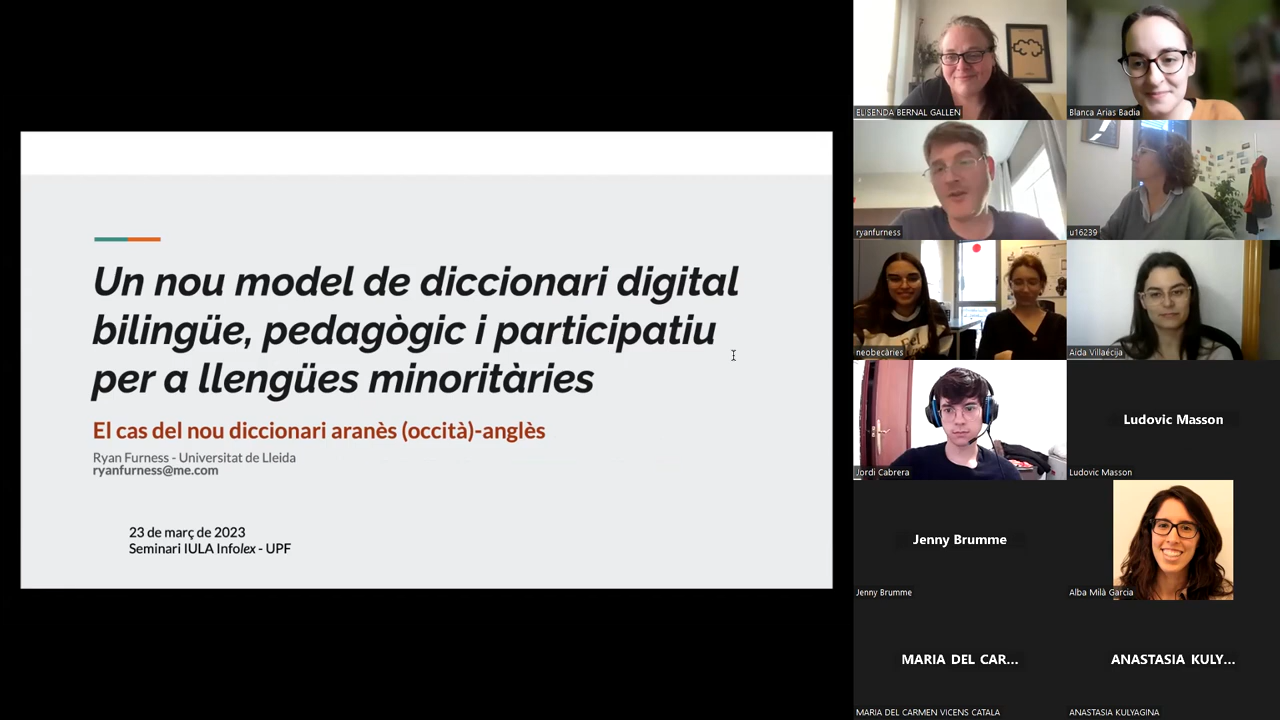 Un nou model de diccionari digital
bilingüe, pedagògic i participatiu
per a llengües minoritàries
El cas del nou diccionari aranès (occità)-anglès
Ryan Furness - Universitat de Lleida
ryanfurness@me.com
23 de març de 2023
Seminari IULA Infolex - UPF
ELISENDA BERNAL GALLEN
Blanca Arias Badia
ryanfurness
u16239
neobecàries
Aida Villaécija
Jordi Cabrera
Ludovic Masson
Ludovic Masson
Jenny Brumme
Jenny Brumme
Alba Milà Garcia
MARIA DEL CAR...
MARIA DEL CARMEN VICENS CATALA
ANASTASIA KULY...
ANASTASIA KULYAGINA